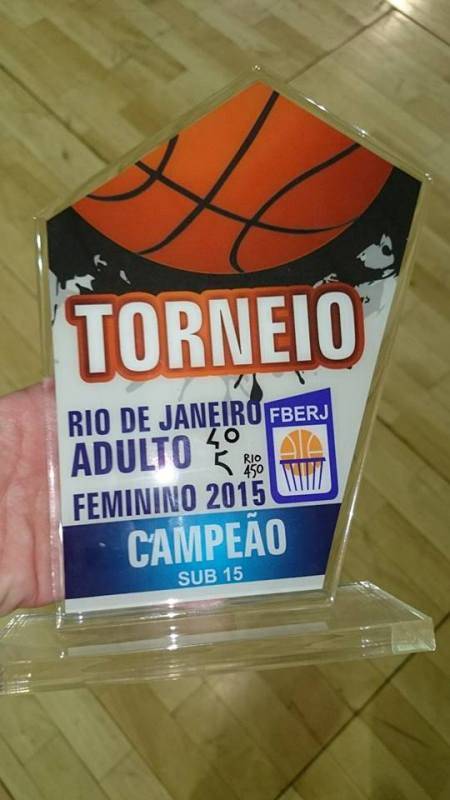 TORNEIO
RIO DE JANEIRO
FBERJ
ADULTO
RIO
450
FEMININO 2015
CAMPEÃO
SUB 15